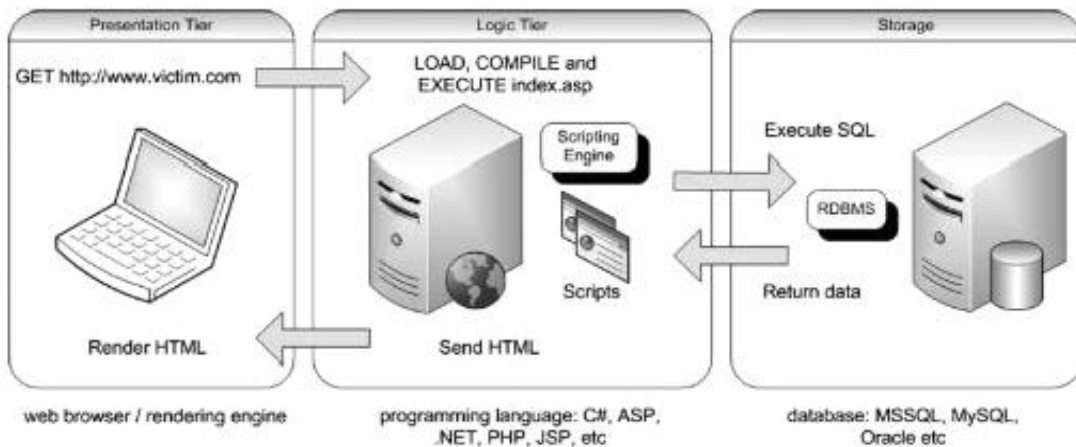 Presentation Tier
GET http://www.victim.com
Render HTML
web browser / rendering engine
Logic Tier
LOAD, COMPILE and
EXECUTE index.asp
Scripting
Engine
Scripts
Send HTML
programming language: C#, ASP,
.NET, PHP, JSP, etc
Storage
Execute SQL
RDBMS
Return data
database: MSSQL, MySQL,
Oracle etc